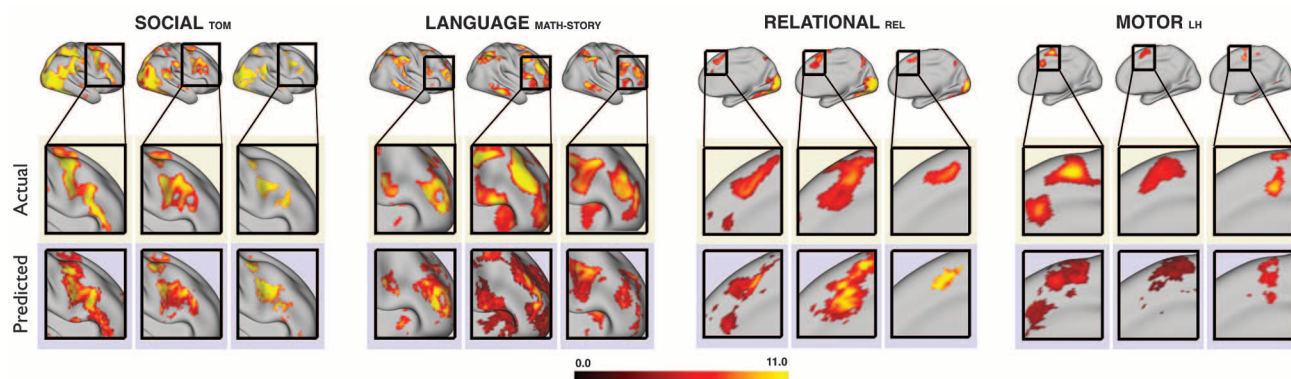 SOCIAL TOM
LANGUAGE MATH-STORY
RELATIONAL REL
MOTOR LH
Actual
Predicted
0.0
11.0